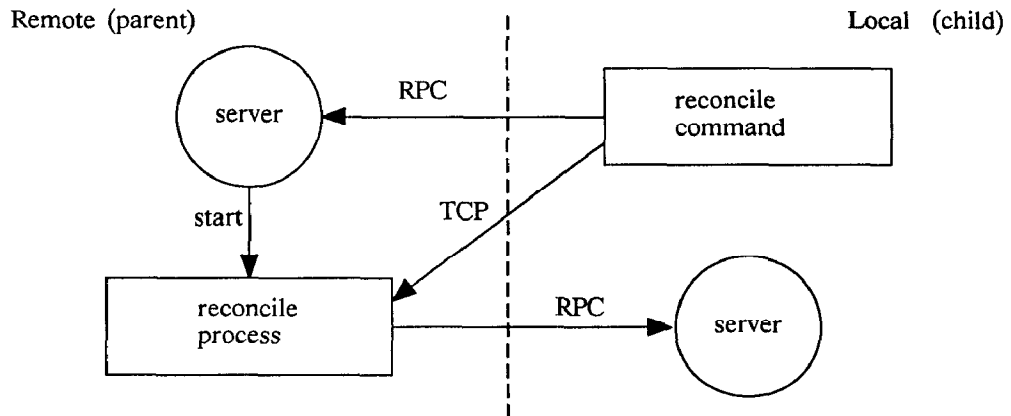 Remote (parent)
Local (child)
server
RPC
reconcile
command
start
TCP
reconcile
process
RPC
server